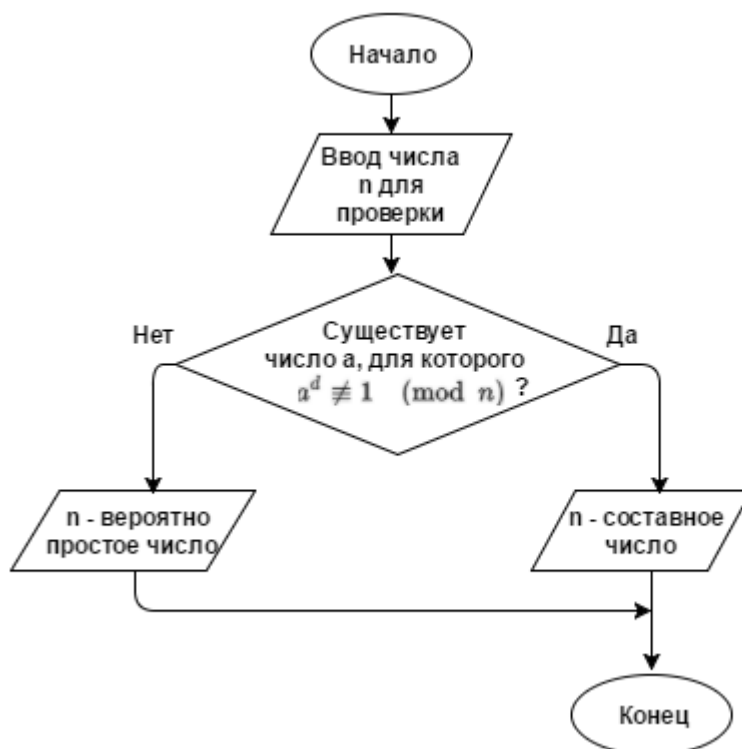 Начало
Ввод числа
n для
проверки
Нет
Да
Существует
число a, для которого
a^d ≢ 1 (mod n) ?
n - вероятно
простое число
n - составное
число
Конец